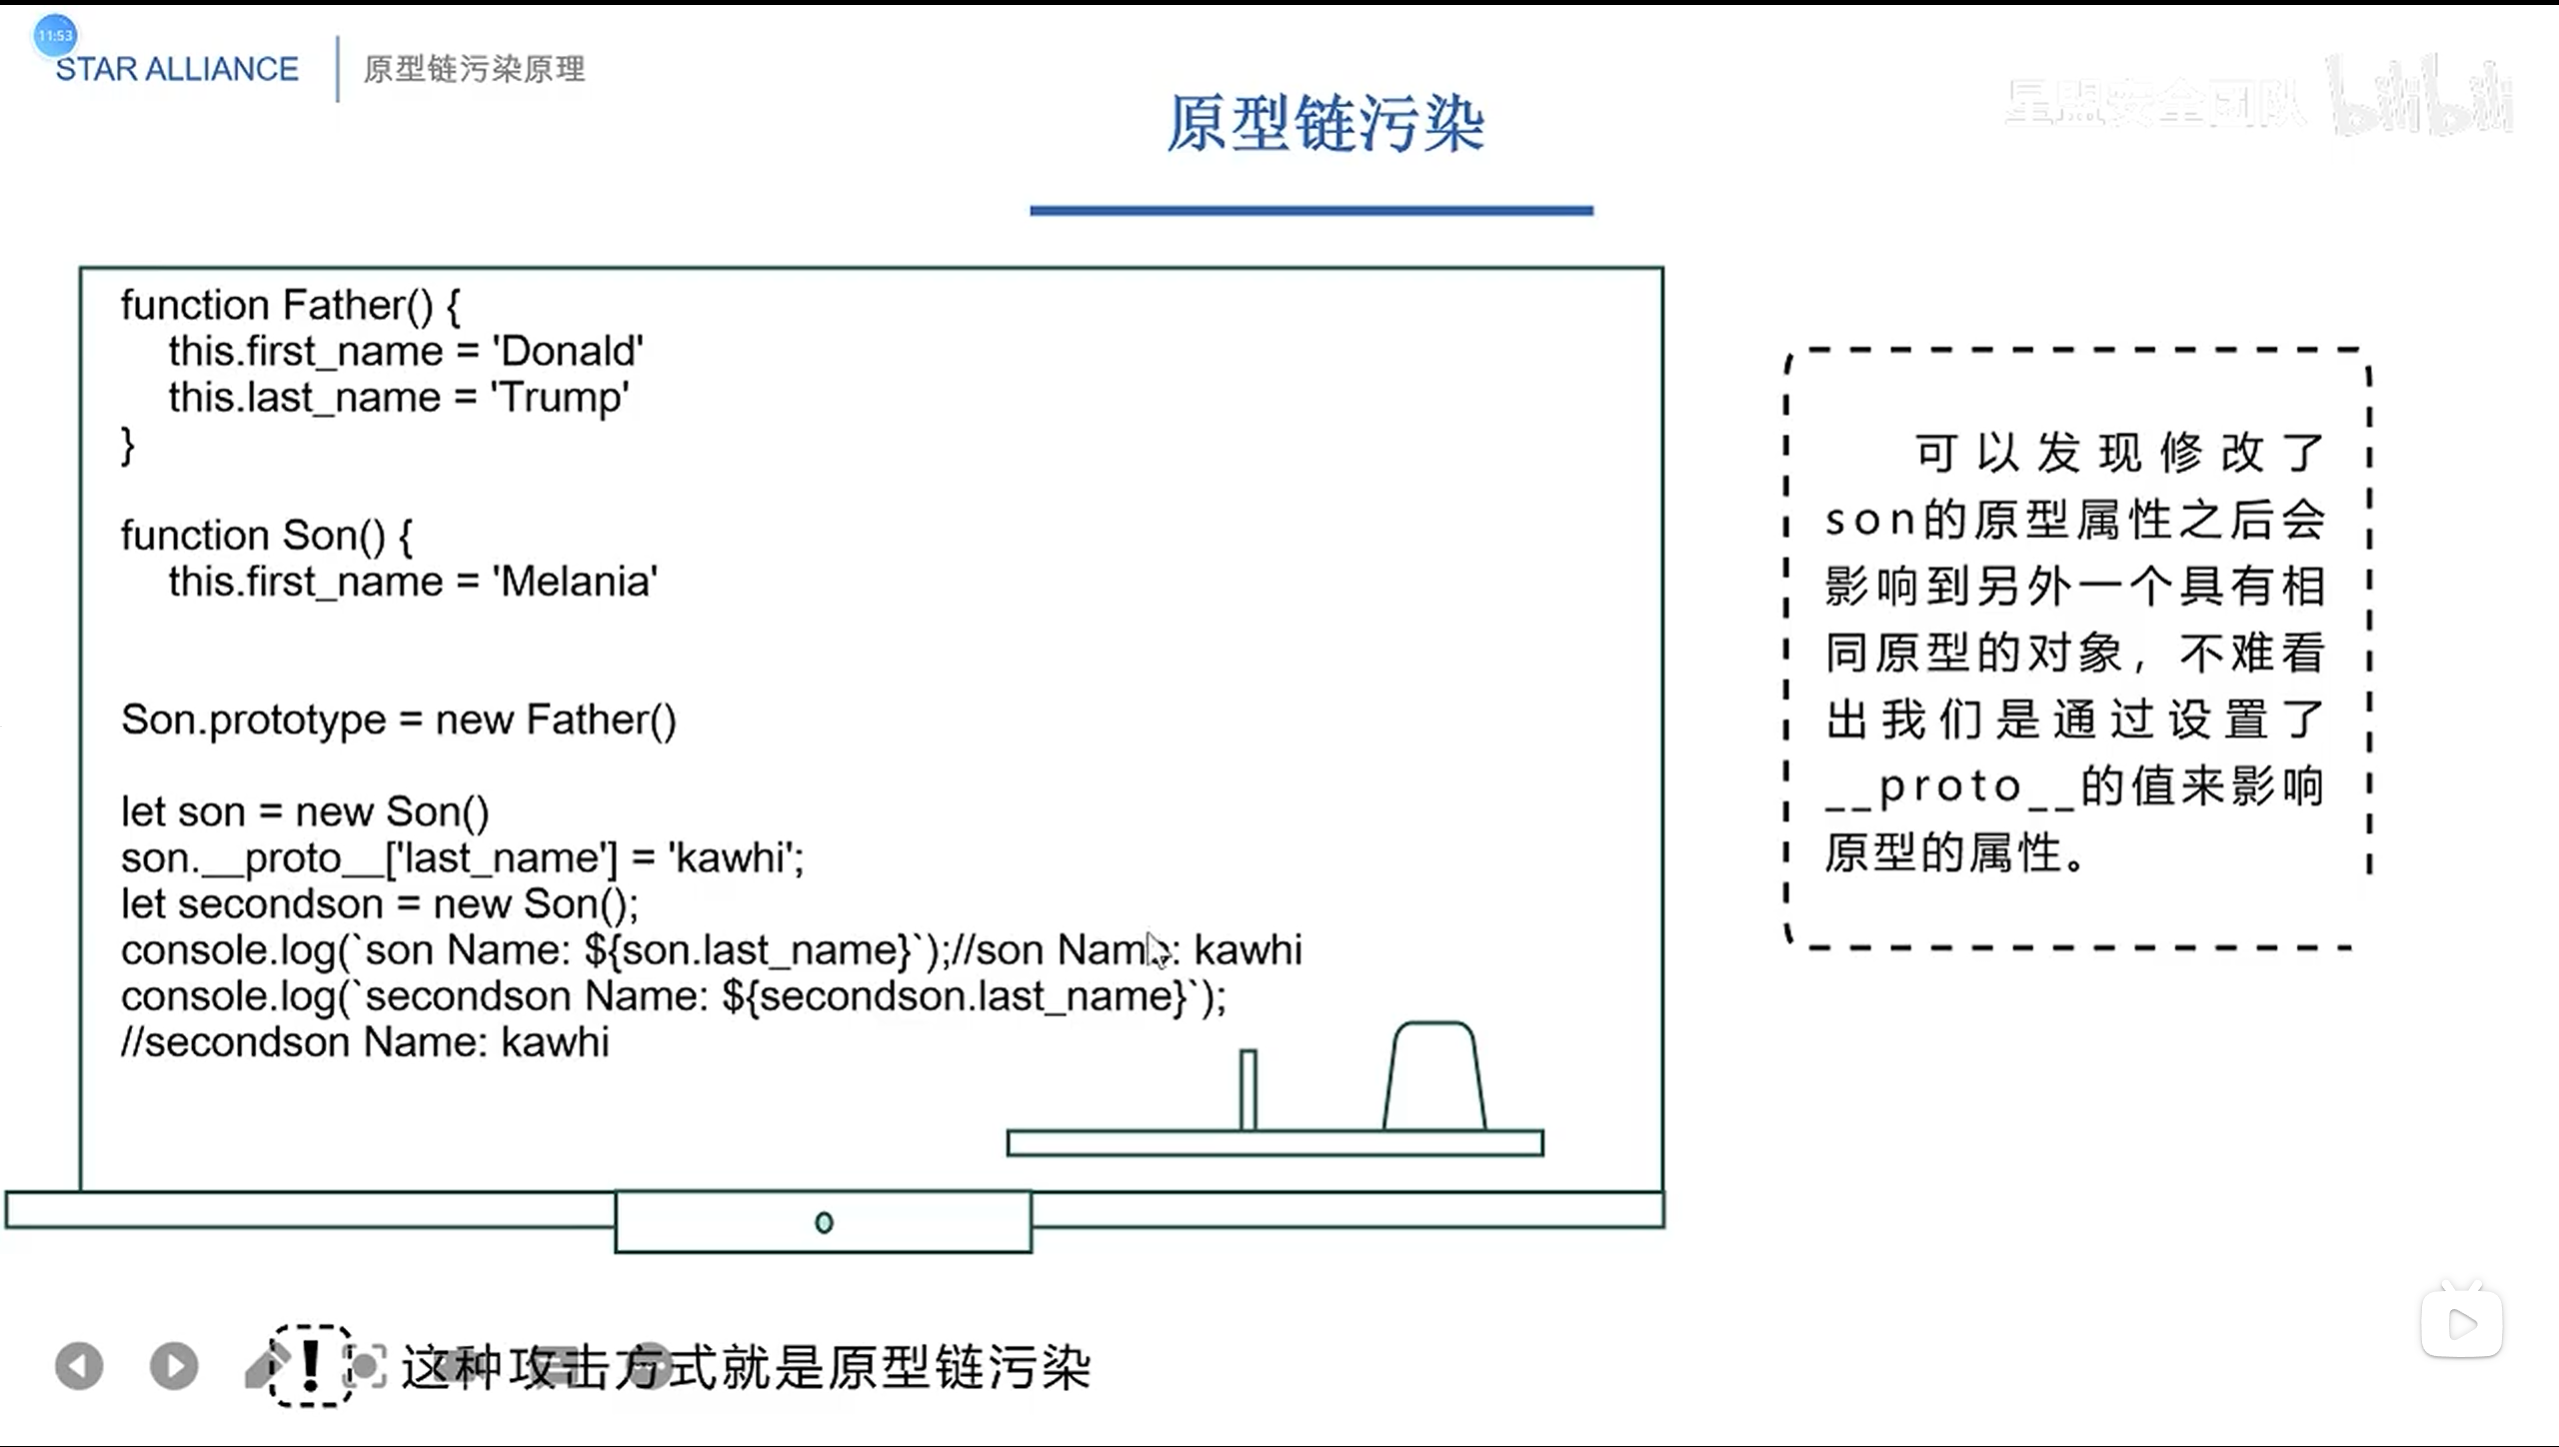 11:53
STAR ALLIANCE
原型链污染原理
星盟安全团队 bilibili
原型链污染
function Father() {
this.first_name = 'Donald'
this.last_name = 'Trump'
}
function Son() {
this.first_name = 'Melania'
Son.prototype = new Father()
let son = new Son()
son.__proto__['last_name'] = 'kawhi';
let secondson = new Son();
console.log(`son Name: ${son.last_name}`);//son Name: kawhi
console.log(`secondson Name: ${secondson.last_name}`);
//secondson Name: kawhi
可以发现修改了
son的原型属性之后会
影响到另外一个具有相
同原型的对象，不难看
出我们是通过设置了
__proto__的值来影响
原型的属性。
! 这种攻击方式就是原型链污染